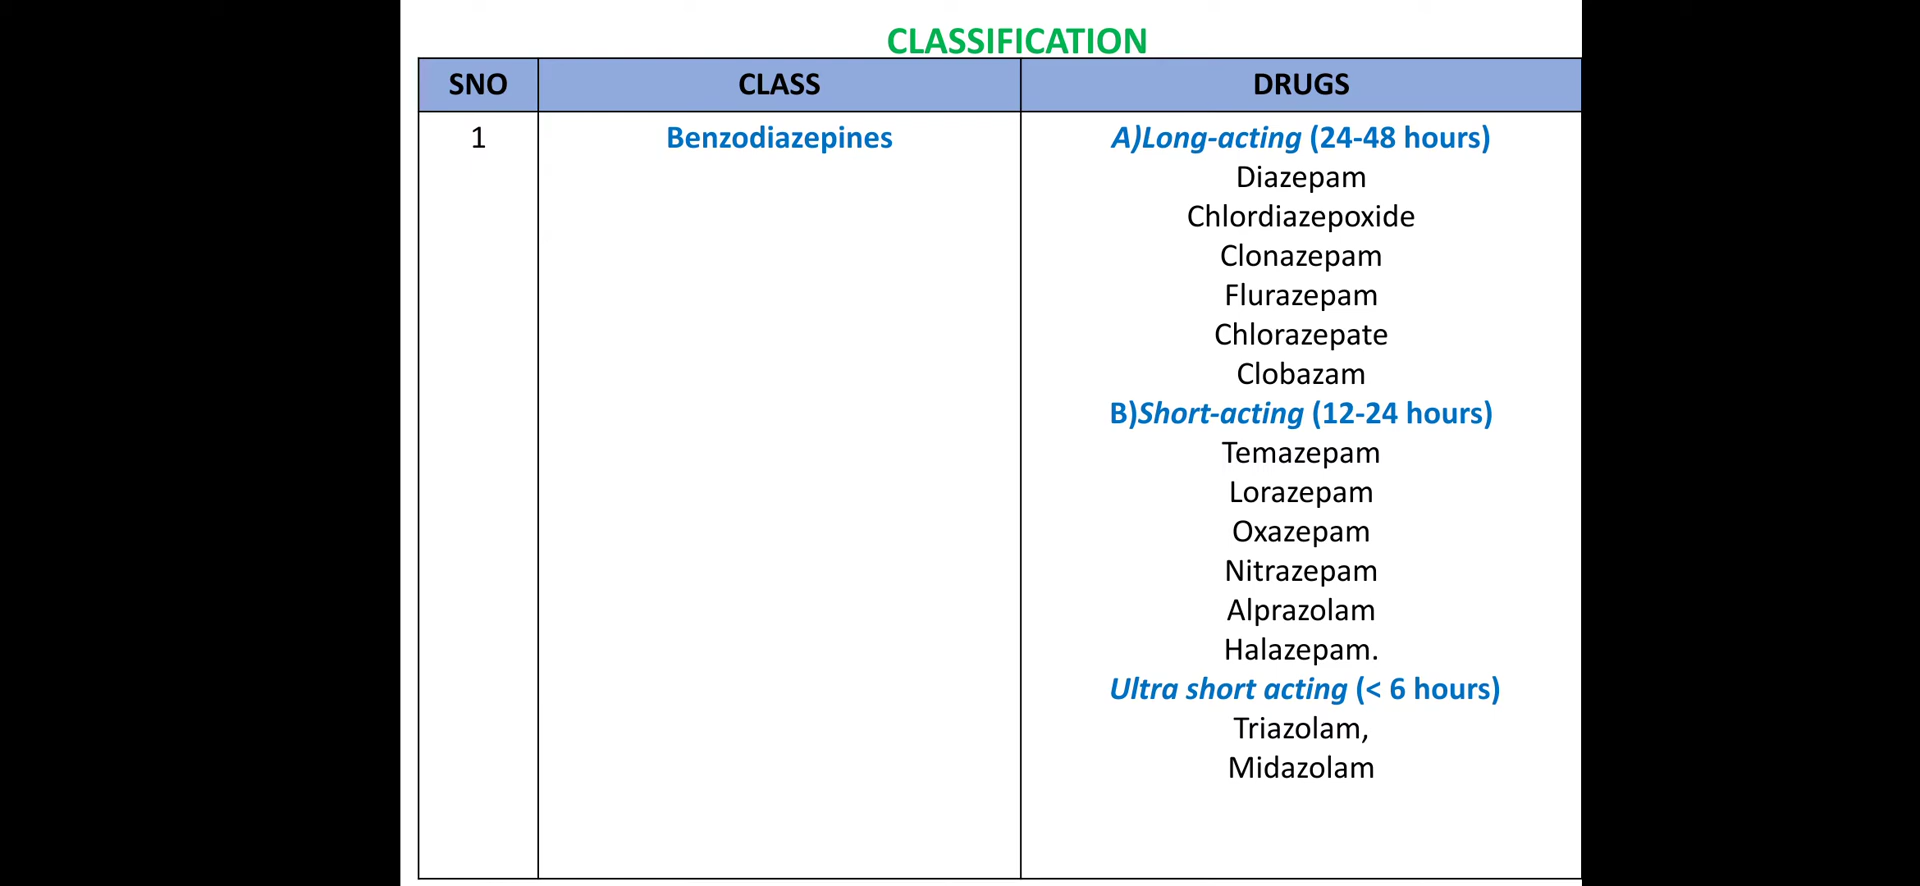 CLASSIFICATION
SNO CLASS DRUGS
1 Benzodiazepines A)Long-acting (24-48 hours)
Diazepam
Chlordiazepoxide
Clonazepam
Flurazepam
Chlorazepate
Clobazam
B)Short-acting (12-24 hours)
Temazepam
Lorazepam
Oxazepam
Nitrazepam
Alprazolam
Halazepam.
Ultra short acting (< 6 hours)
Triazolam,
Midazolam